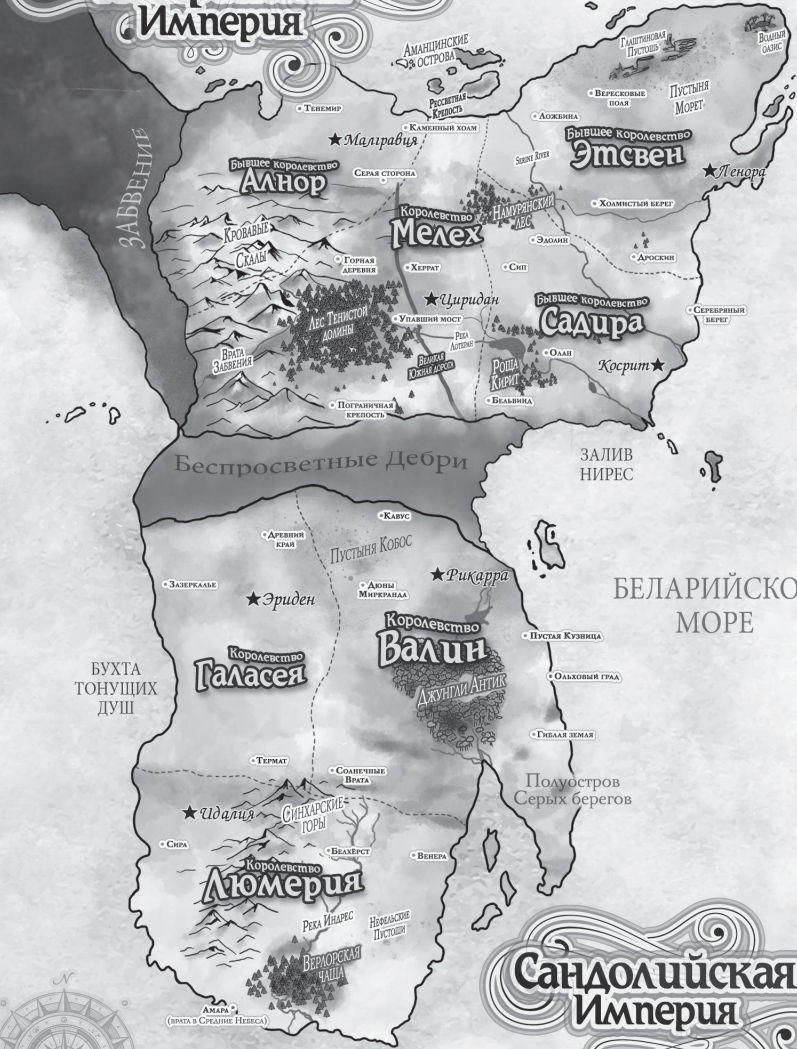 Империя
Аманцинские
острова
Рассветная
Крепость
Глаштиновая
Пустошь
Водный
оазис
Пустыня
Морет
Вересковые
поля
Ложбина
Тенемир
Малгравия
Каменный холм
Бывшее королевство
Этсвен
Ленора
Serine River
ЗАБВЕНИЕ
Бывшее королевство
Алнор
Серая сторона
Намурянский
лес
Холмистый берег
Королевство
Мелех
Кровавые
Скалы
Горная
деревня
Эдолин
Дроскин
Херрат
Сип
Циридан
Бывшее королевство
Садира
Серебряный
берег
Лес Тенистой
долины
Упавший мост
Река
Лотеран
Врата
Забвения
Великая
Южная дорога
Роща
Кирит
Олан
Косрит
Бельвинд
Пограничная
крепость
Беспросветные Дебри
ЗАЛИВ
НИРЕС
Кавус
Древний
край
Пустыня Кобос
Зазеркалье
Эриден
Дюны
Миркранда
Рикарра
БЕЛАРИЙСКО
МОРЕ
Королевство
Валин
Пустая Кузница
Королевство
Галасея
Джунгли Антик
Ольховый град
БУХТА
ТОНУЩИХ
ДУШ
Гиблая земля
Термат
Солнечные
Врата
Полуостров
Серых берегов
Идалия
Синхарские
горы
Сира
Белхёрст
Венера
Королевство
Люмерия
Река Индрес
Нефельские
Пустоши
Верлорская
чаща
Амара
(врата в Средние Небеса)
N
Сандолийская
Империя